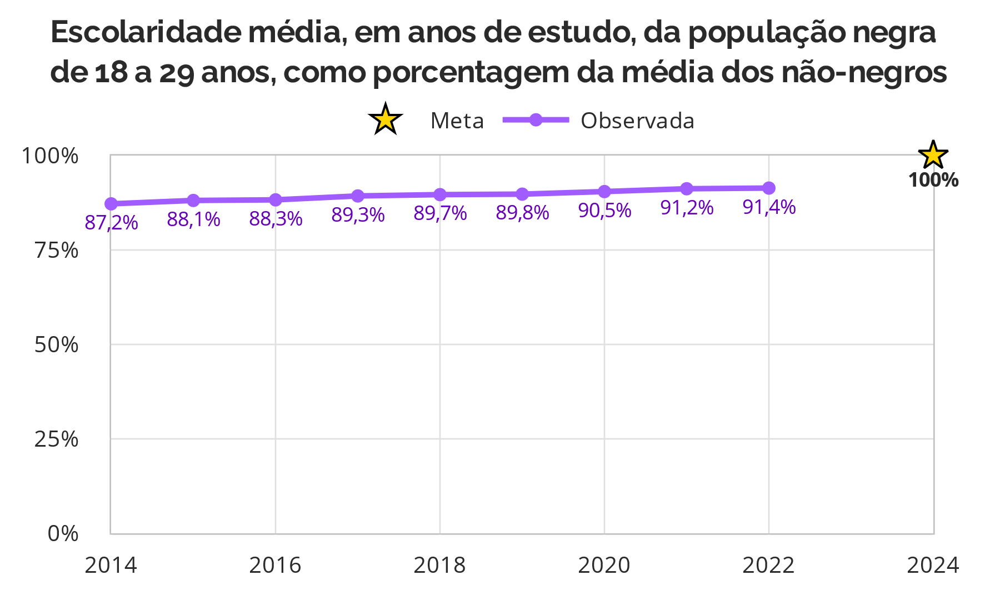 Escolaridade média, em anos de estudo, da população negra
de 18 a 29 anos, como porcentagem da média dos não-negros
Meta Observada
100%
100%
87,2% 88,1% 88,3% 89,3% 89,7% 89,8% 90,5% 91,2% 91,4%
75%
50%
25%
0%
2014 2016 2018 2020 2022 2024